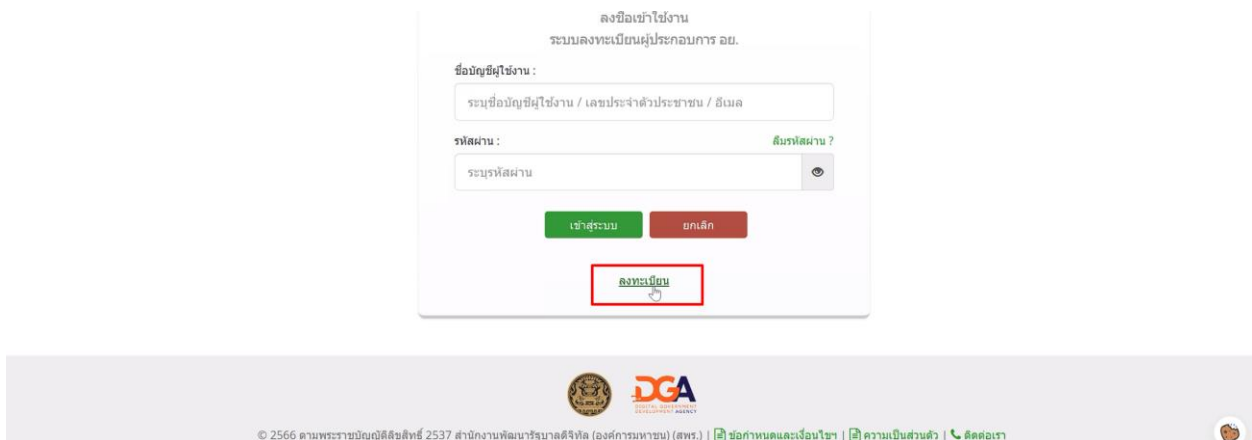 ลงชื่อเข้าใช้งาน
ระบบลงทะเบียนผู้ประกอบการ อย.
ชื่อบัญชีผู้ใช้งาน :
ระบุชื่อบัญชีผู้ใช้งาน / เลขประจำตัวประชาชน / อีเมล
รหัสผ่าน : ลืมรหัสผ่าน ?
ระบุรหัสผ่าน
เข้าสู่ระบบ ยกเลิก
ลงทะเบียน
DGA
DIGITAL GOVERNMENT
DEVELOPMENT AGENCY
© 2566 ตามพระราชบัญญัติลิขสิทธิ์ 2537 สำนักงานพัฒนารัฐบาลดิจิทัล (องค์การมหาชน) (สพร.) | ข้อกำหนดและเงื่อนไขฯ | ความเป็นส่วนตัว | ติดต่อเรา